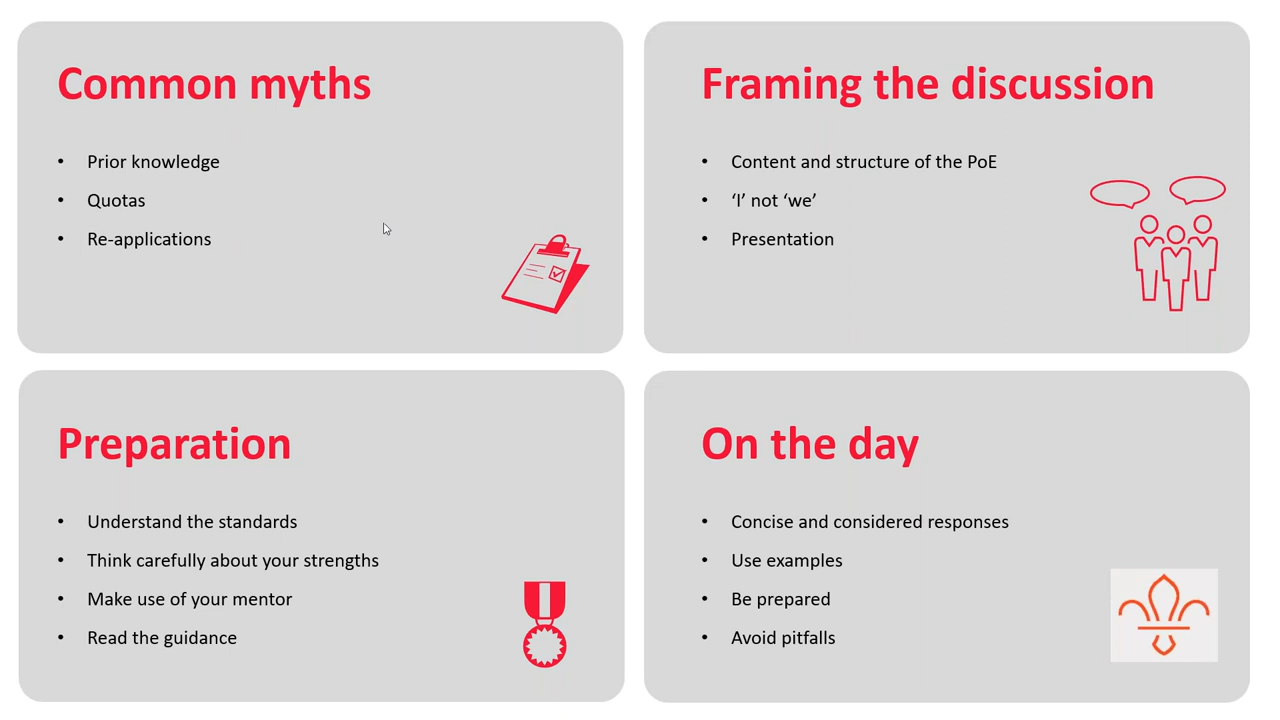 Common myths
• Prior knowledge
• Quotas
• Re-applications
Framing the discussion
• Content and structure of the PoE
• ‘I’ not ‘we’
• Presentation
Preparation
• Understand the standards
• Think carefully about your strengths
• Make use of your mentor
• Read the guidance
On the day
• Concise and considered responses
• Use examples
• Be prepared
• Avoid pitfalls